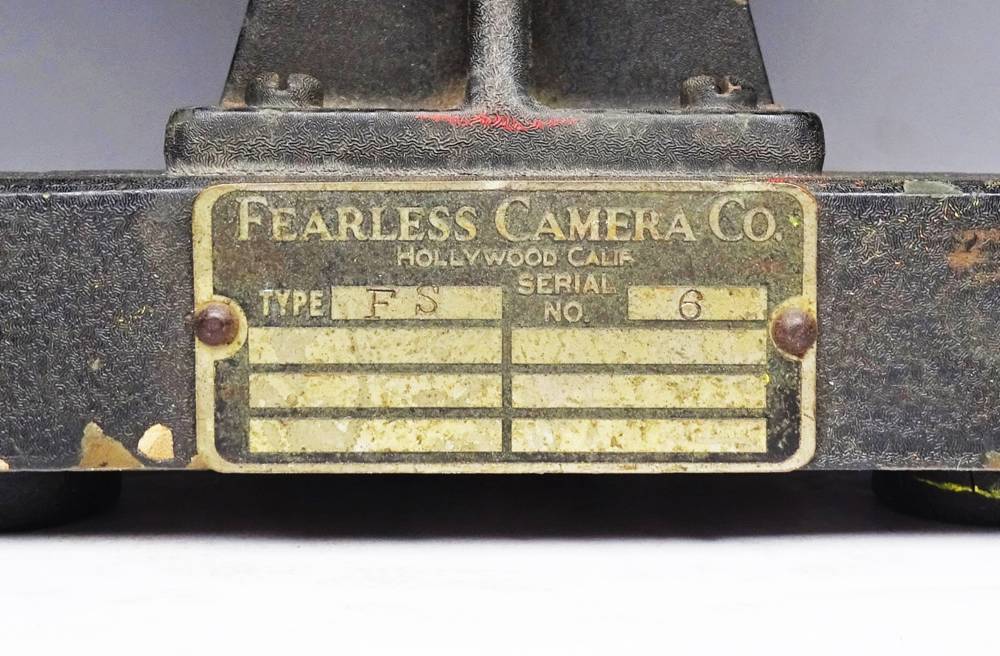 FEARLESS CAMERA CO.
HOLLYWOOD CALIF
TYPE FS SERIAL NO. 6